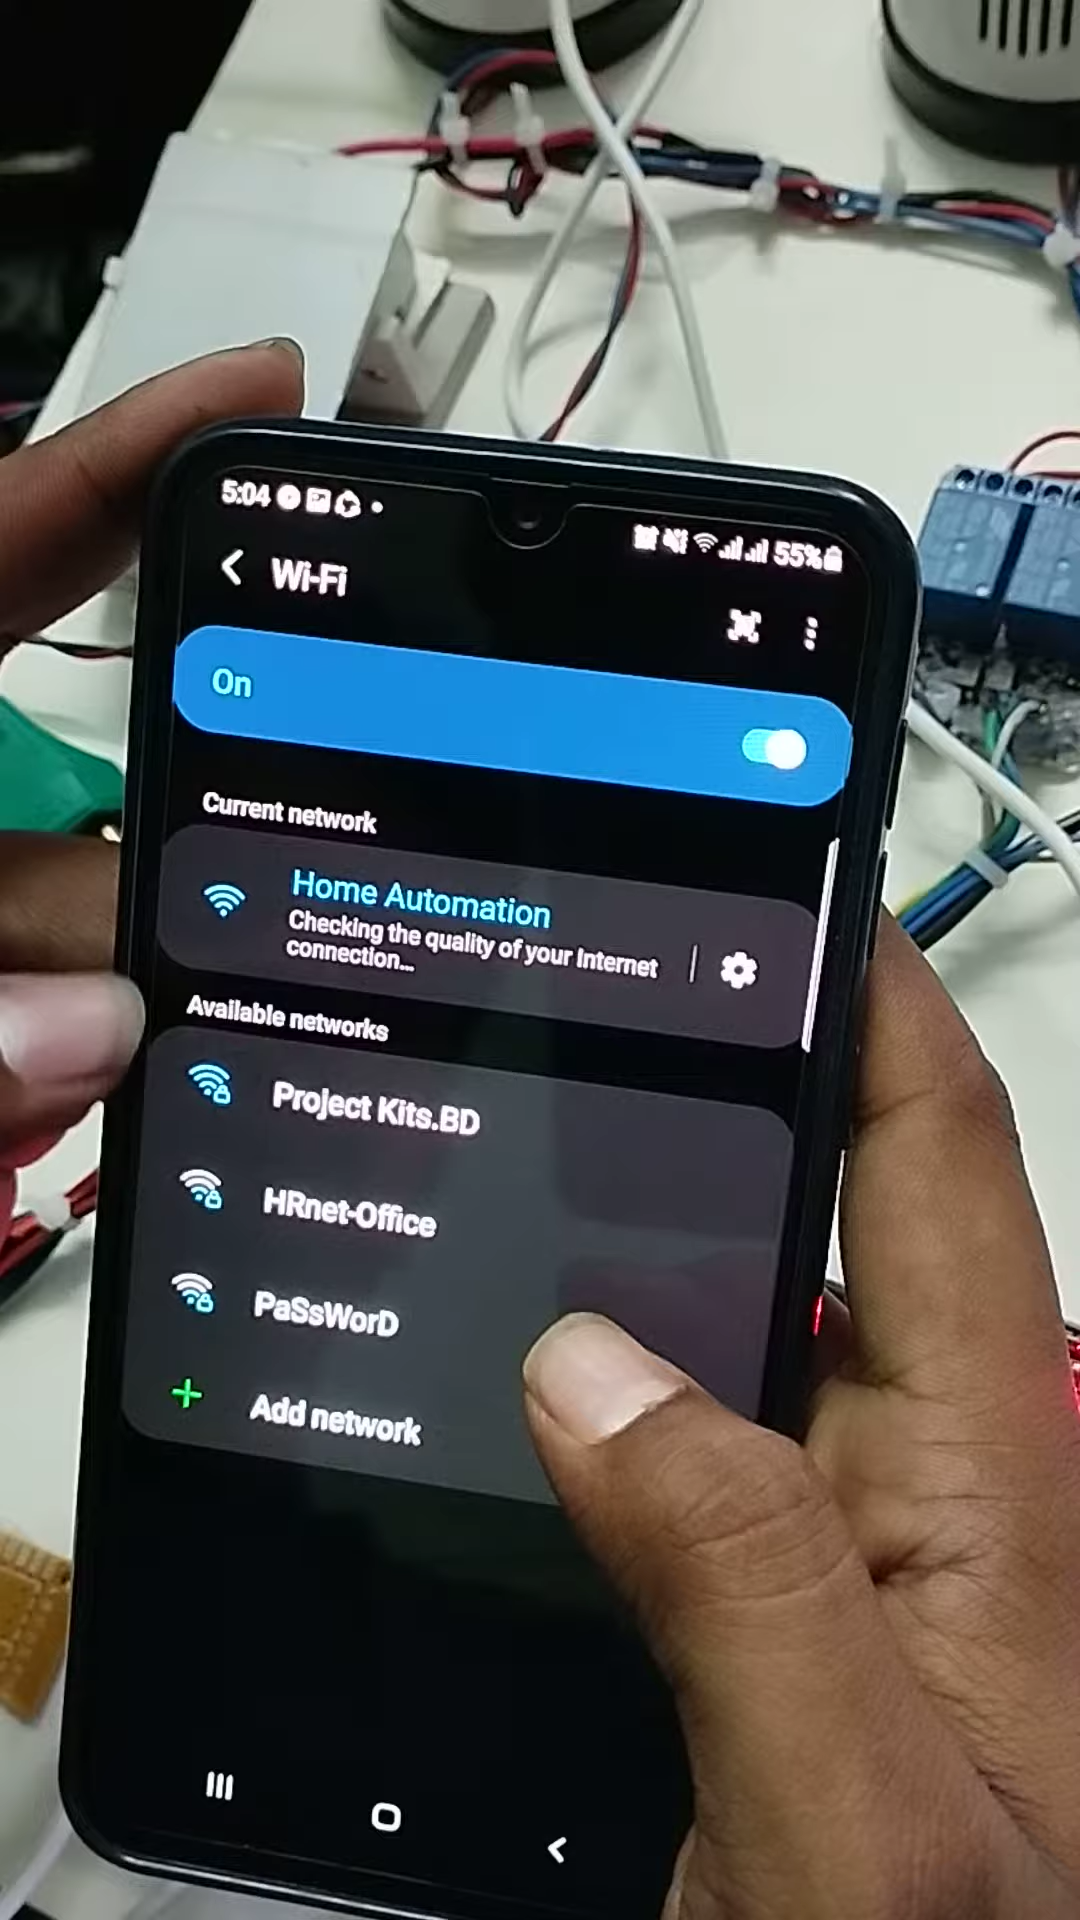 5:04
55%
Wi-Fi
On
Current network
Home Automation
Checking the quality of your Internet
connection...
Available networks
Project Kits.BD
HRnet-Office
PaSsWorD
Add network